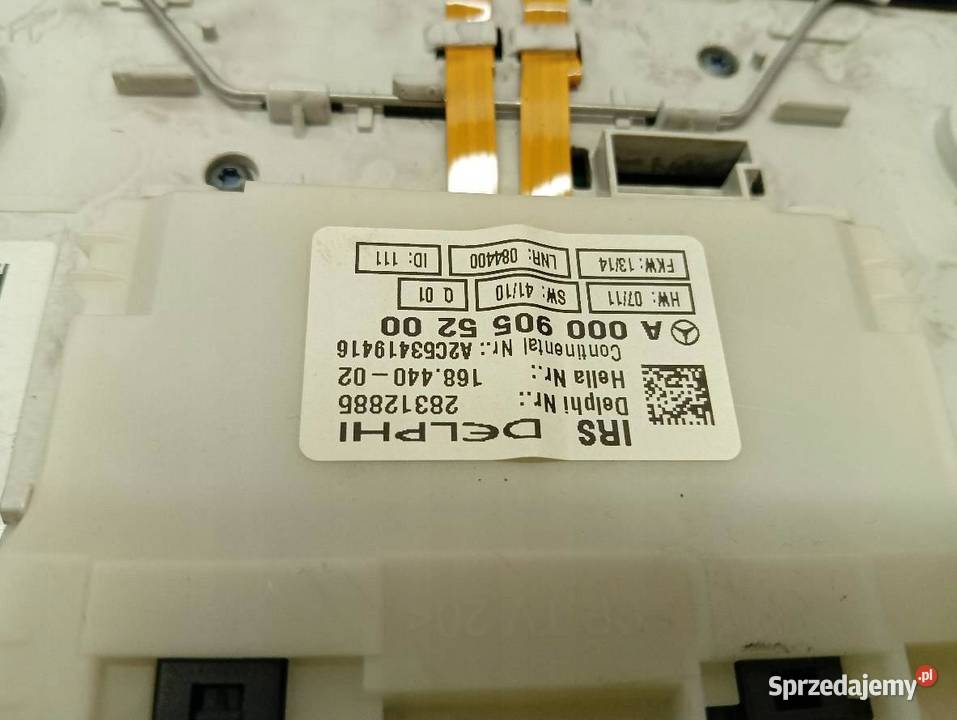 IRS DELPHI
Delphi Nr.: 28312885
Hella Nr.: 168.440-02
Continental Nr.: A2C53419416
A 000 905 52 00
HW: 07/11 SW: 41/10 Q 01
FKW: 13/14 LNR: 084400 ID: 111
Sprzedajemy.pl